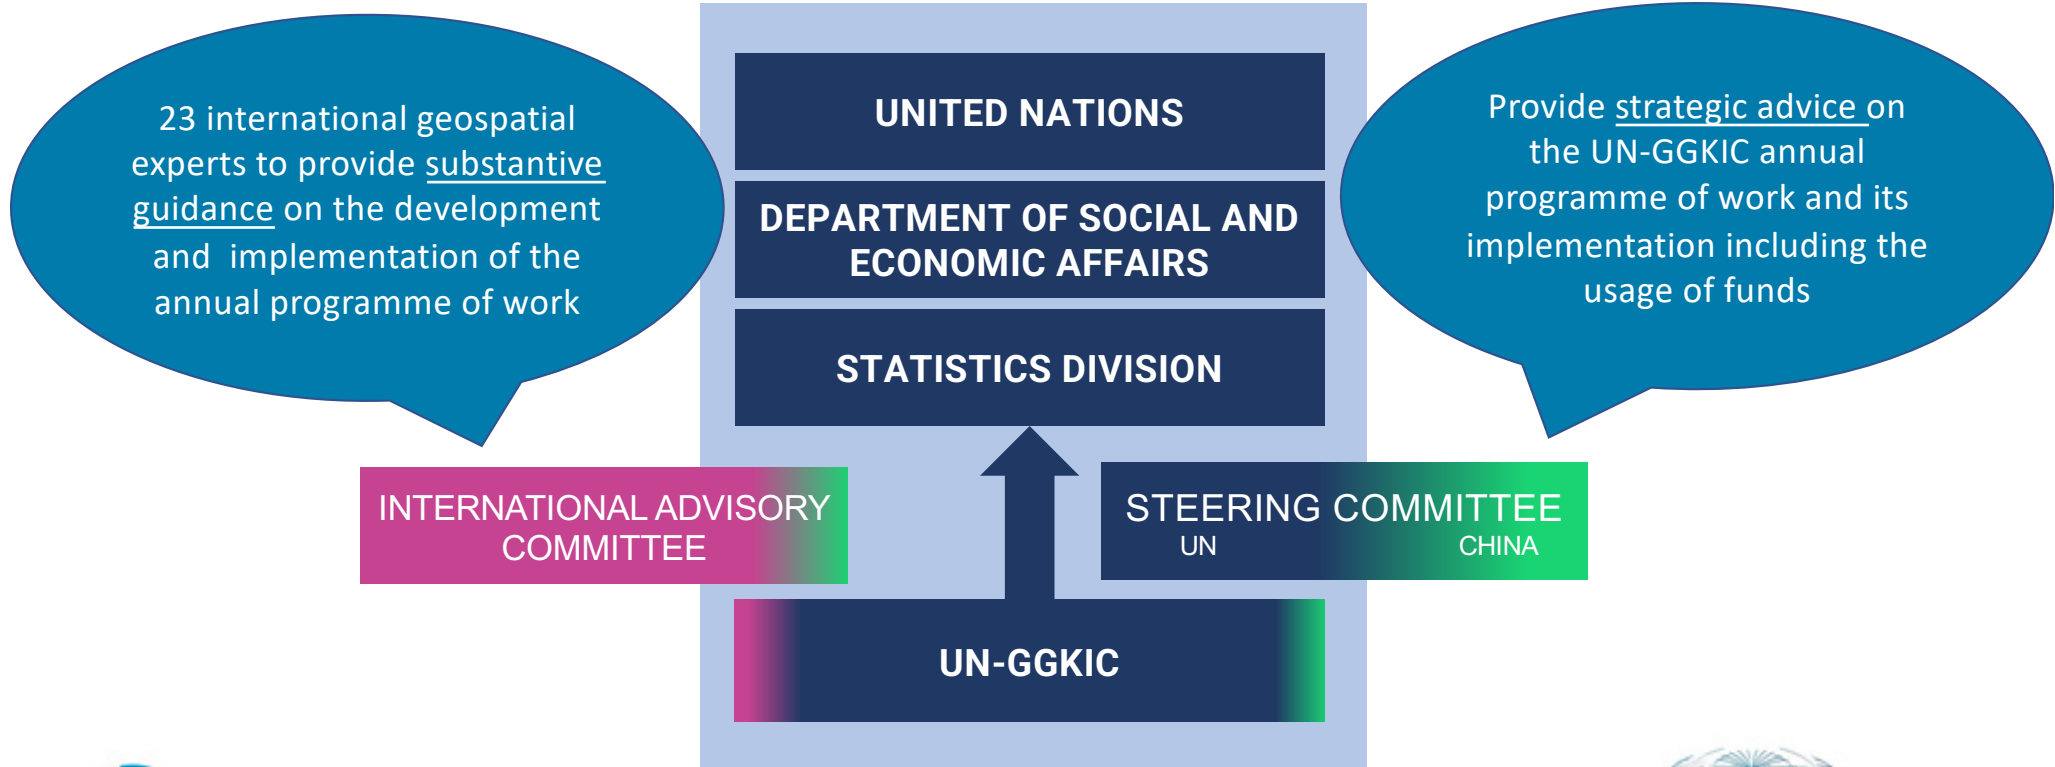 23 international geospatial
experts to provide substantive
guidance on the development
and implementation of the
annual programme of work
UNITED NATIONS
DEPARTMENT OF SOCIAL AND
ECONOMIC AFFAIRS
STATISTICS DIVISION
Provide strategic advice on
the UN-GGKIC annual
programme of work and its
implementation including the
usage of funds
INTERNATIONAL ADVISORY
COMMITTEE
STEERING COMMITTEE
UN CHINA
UN-GGKIC